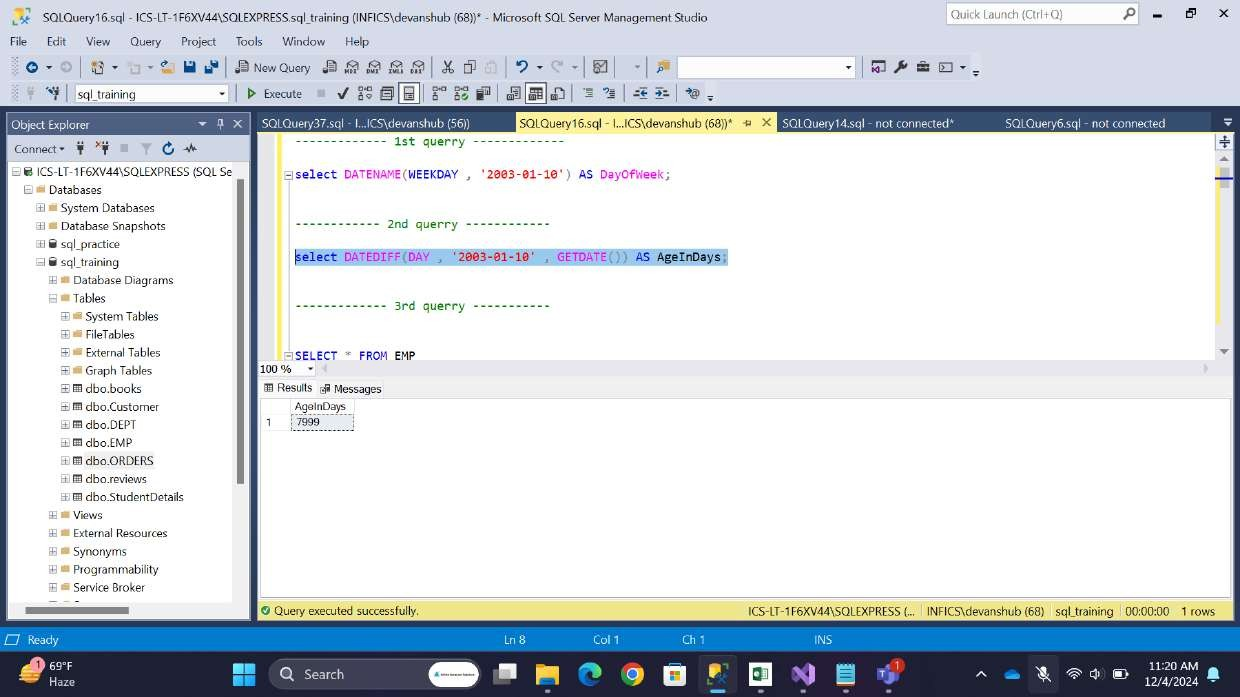 SQLQuery16.sql - ICS-LT-1F6XV44\SQLEXPRESS.sql_training (INFICS\devanshub (68))* - Microsoft SQL Server Management Studio
Quick Launch (Ctrl+Q)
File Edit View Query Project Tools Window Help
New Query
MDX DMX XMLA DAX
sql_training
Execute
Object Explorer
SQLQuery37.sql - I...ICS\devanshub (56))
SQLQuery16.sql - I...ICS\devanshub (68))*
SQLQuery14.sql - not connected*
SQLQuery6.sql - not connected
Connect
ICS-LT-1F6XV44\SQLEXPRESS (SQL Se
Databases
System Databases
Database Snapshots
sql_practice
sql_training
Database Diagrams
Tables
System Tables
FileTables
External Tables
Graph Tables
dbo.books
dbo.Customer
dbo.DEPT
dbo.EMP
dbo.ORDERS
dbo.reviews
dbo.StudentDetails
Views
External Resources
Synonyms
Programmability
Service Broker
------------- 1st querry -------------
select DATENAME(WEEKDAY , '2003-01-10') AS DayOfWeek;
------------ 2nd querry ------------
select DATEDIFF(DAY , '2003-01-10' , GETDATE()) AS AgeInDays;
------------- 3rd querry -----------
SELECT * FROM EMP
100 %
Results Messages
AgeInDays
1 7999
Query executed successfully.
ICS-LT-1F6XV44\SQLEXPRESS (... INFICS\devanshub (68) sql_training 00:00:00 1 rows
Ready Ln 8 Col 1 Ch 1 INS
1
69°F
Haze
Search
1
11:20 AM
12/4/2024